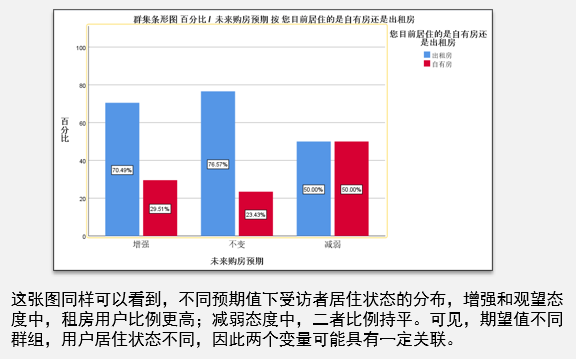 群集条形图 百分比 / 未来购房预期 按 您目前居住的是自有房还是出租房
您目前居住的是自有房还
是出租房
出租房
自有房
100
80
60
40
20
0
百分比
70.49%
29.51%
76.57%
23.43%
50.00%
50.00%
增强
不变
减弱
未来购房预期
这张图同样可以看到，不同预期值下受访者居住状态的分布，增强和观望态
度中，租房用户比例更高；减弱态度中，二者比例持平。可见，期望值不同
群组，用户居住状态不同，因此两个变量可能具有一定关联。